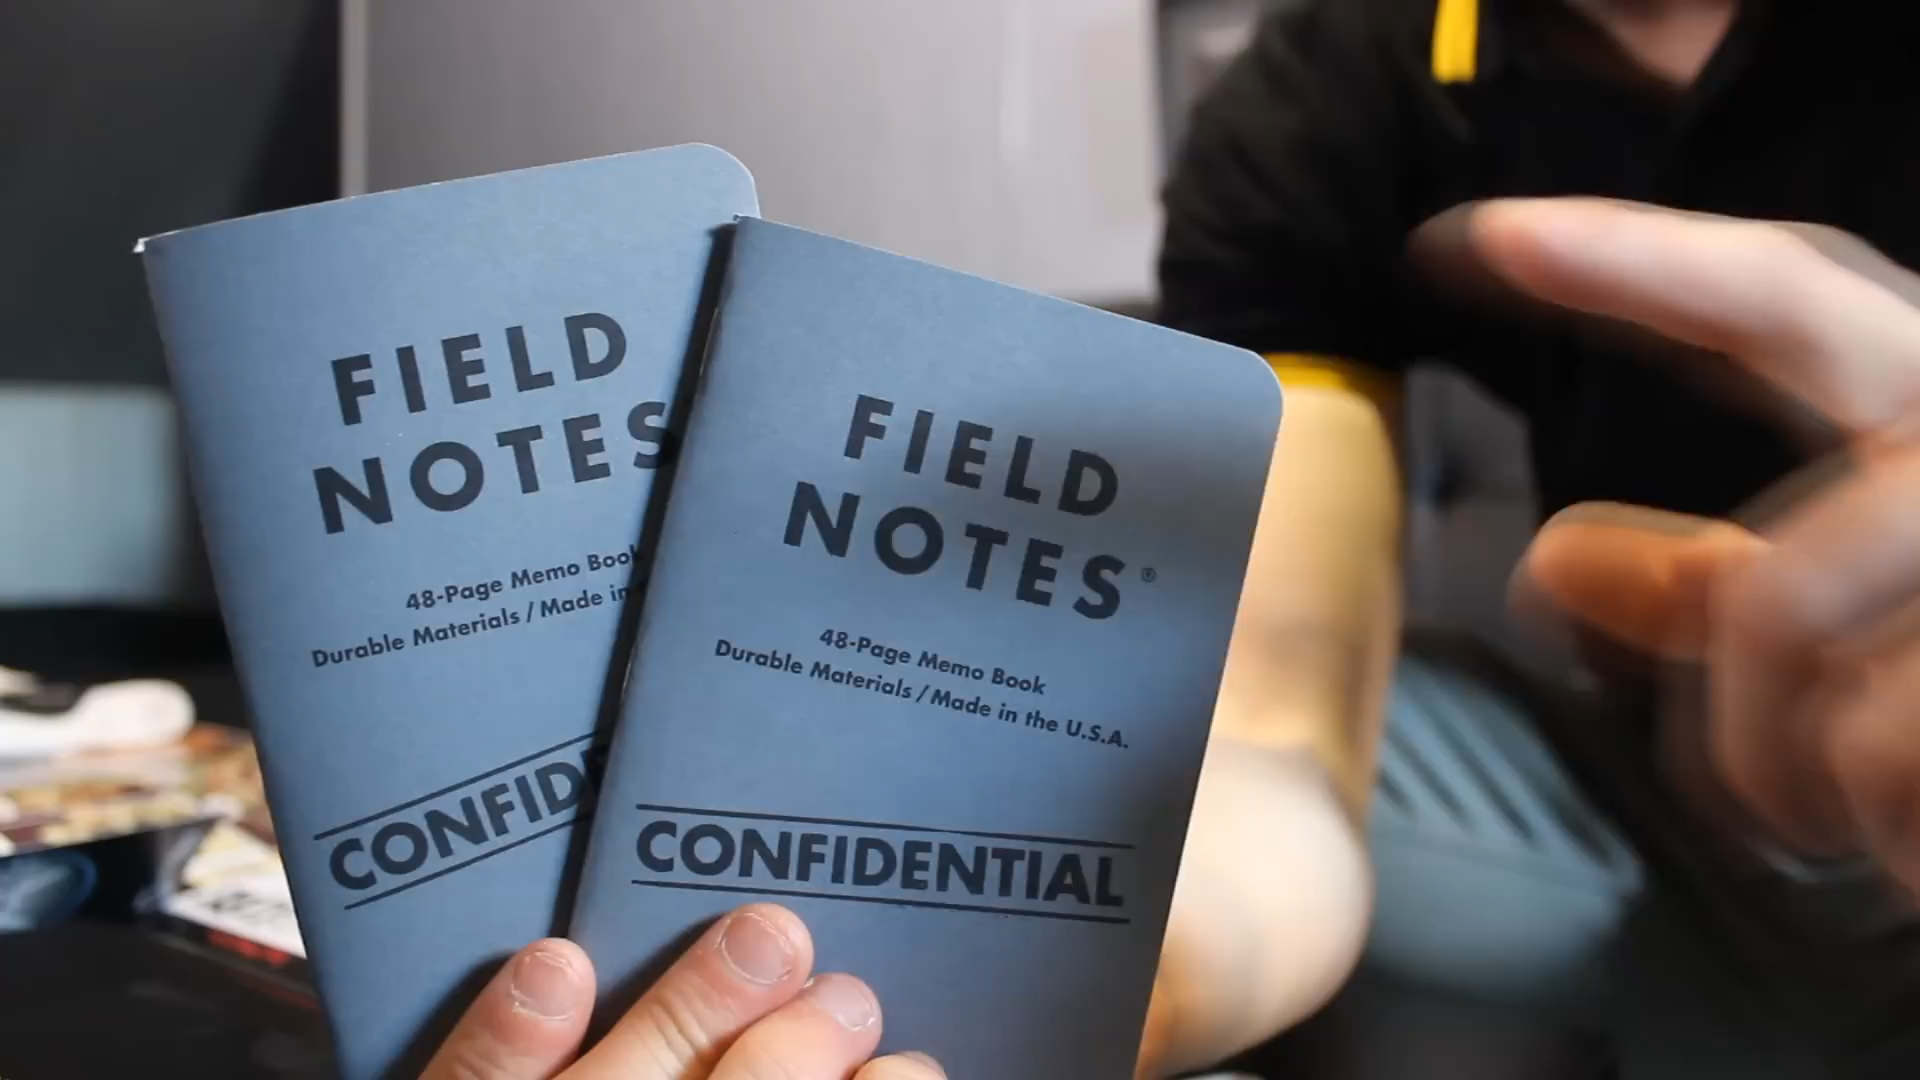 FIELD
NOTES
48-Page Memo Book
Durable Materials / Made in
CONFID
FIELD
NOTES®
48-Page Memo Book
Durable Materials / Made in the U.S.A.
CONFIDENTIAL